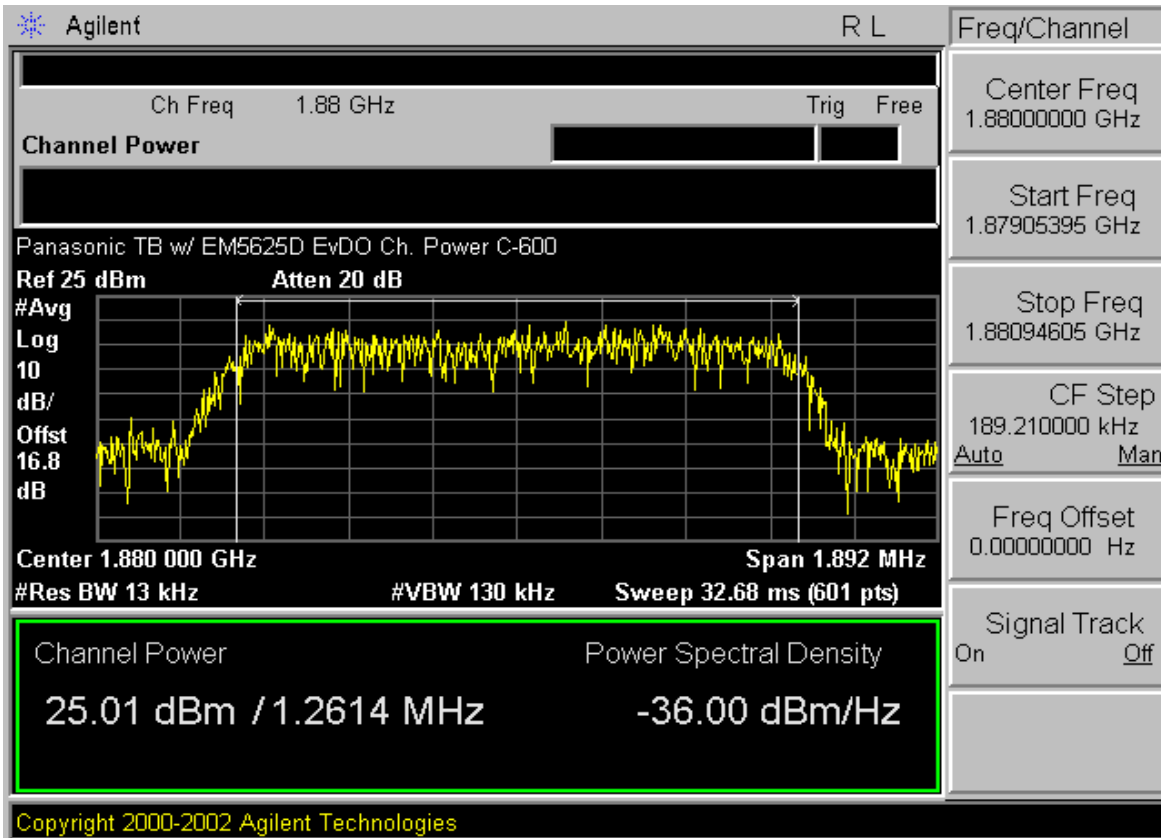 Agilent R L
Freq/Channel
Ch Freq 1.88 GHz Trig Free
Channel Power
Panasonic TB w/ EM5625D EvDO Ch. Power C-600
Ref 25 dBm Atten 20 dB
#Avg
Log
10
dB/
Offst
16.8
dB
Center 1.880 000 GHz Span 1.892 MHz
#Res BW 13 kHz #VBW 130 kHz Sweep 32.68 ms (601 pts)
Channel Power Power Spectral Density
25.01 dBm / 1.2614 MHz -36.00 dBm/Hz
Center Freq
1.88000000 GHz
Start Freq
1.87905395 GHz
Stop Freq
1.88094605 GHz
CF Step
189.210000 kHz
Auto Man
Freq Offset
0.00000000 Hz
Signal Track
On Off
Copyright 2000-2002 Agilent Technologies